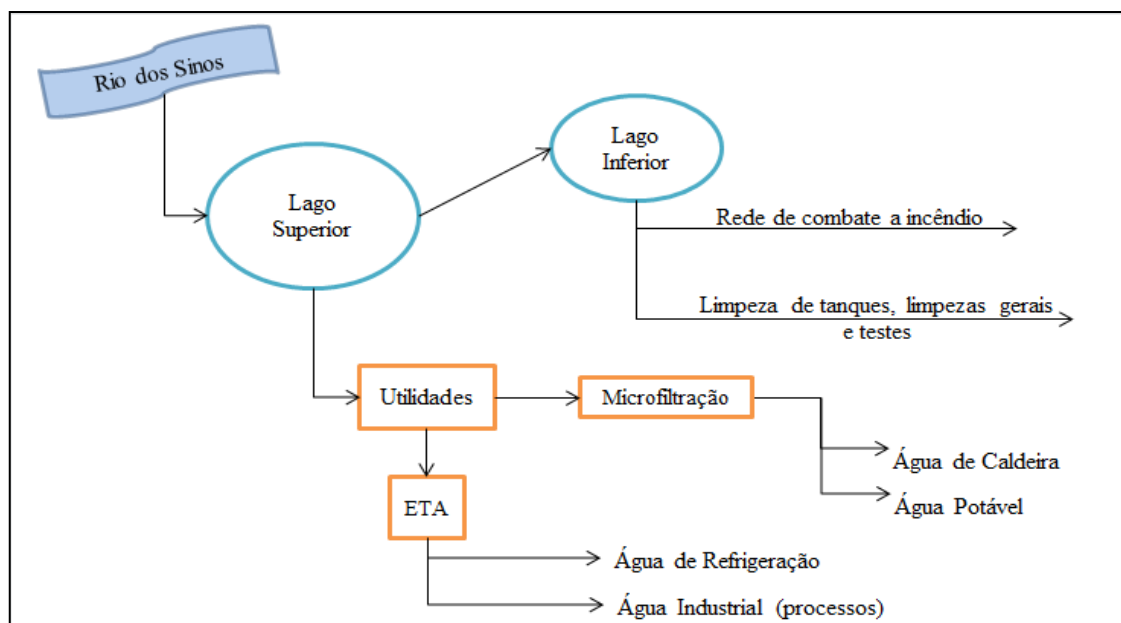 Rio dos Sinos
Lago
Inferior
Lago
Superior
Rede de combate a incêndio
Limpeza de tanques, limpezas gerais
e testes
Utilidades
Microfiltração
Água de Caldeira
ETA
Água Potável
Água de Refrigeração
Água Industrial (processos)